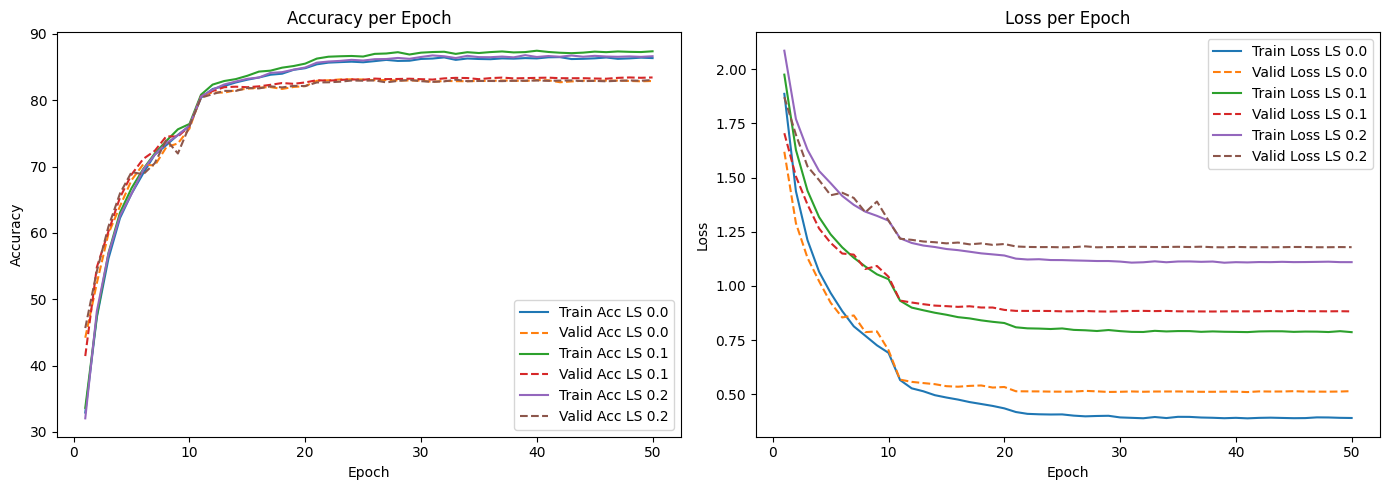 Accuracy per Epoch
90
80
70
60
50
40
30
Accuracy
0
10
20
30
40
50
Epoch
Train Acc LS 0.0
Valid Acc LS 0.0
Train Acc LS 0.1
Valid Acc LS 0.1
Train Acc LS 0.2
Valid Acc LS 0.2
Loss per Epoch
2.00
1.75
1.50
1.25
1.00
0.75
0.50
Loss
0
10
20
30
40
50
Epoch
Train Loss LS 0.0
Valid Loss LS 0.0
Train Loss LS 0.1
Valid Loss LS 0.1
Train Loss LS 0.2
Valid Loss LS 0.2